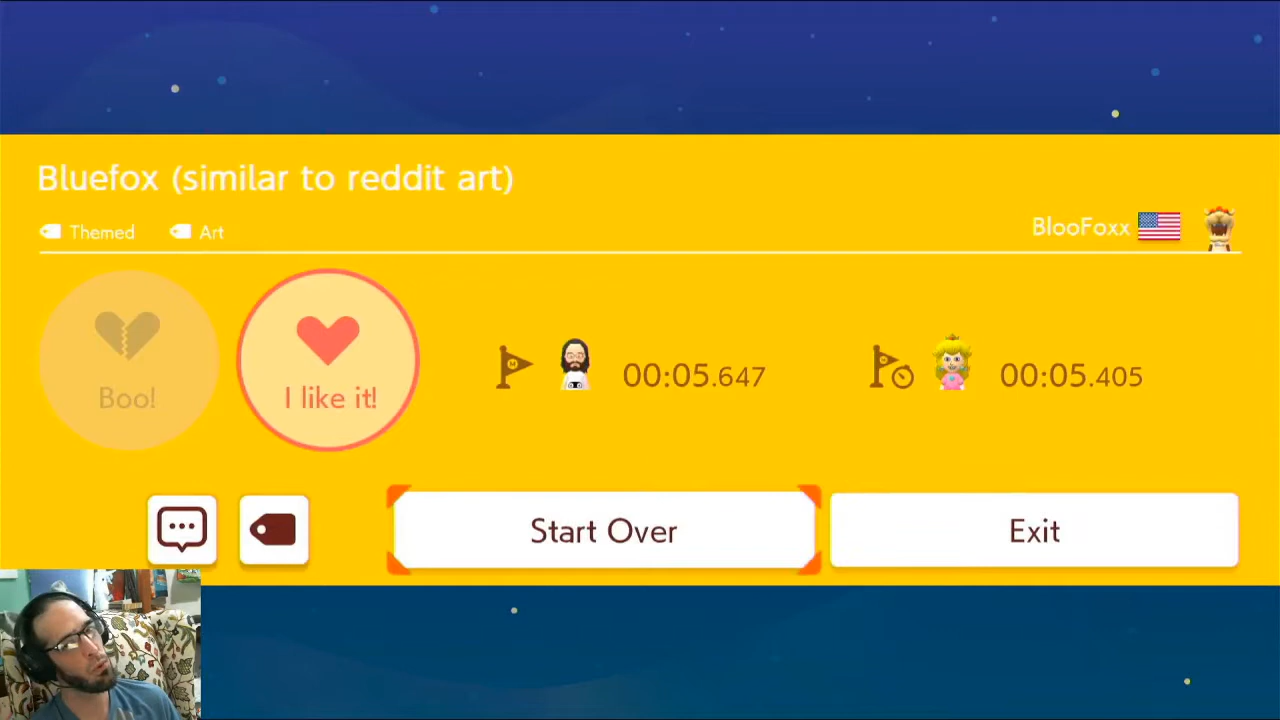 Bluefox (similar to reddit art)
Themed Art BlooFoxx
Boo! I like it! M 00:05.647 M 00:05.405
Start Over Exit